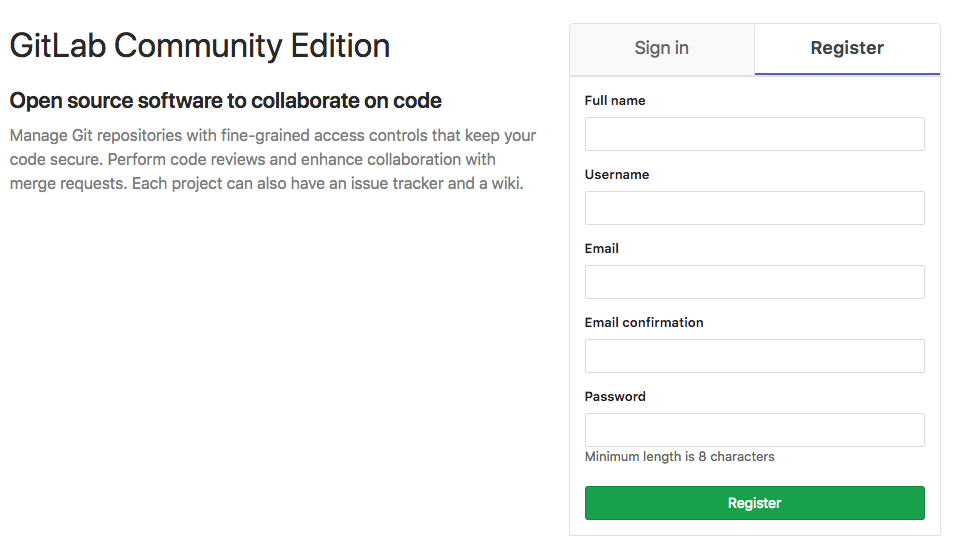 GitLab Community Edition
Open source software to collaborate on code
Manage Git repositories with fine-grained access controls that keep your
code secure. Perform code reviews and enhance collaboration with
merge requests. Each project can also have an issue tracker and a wiki.
Sign in
Register
Full name
Username
Email
Email confirmation
Password
Minimum length is 8 characters
Register